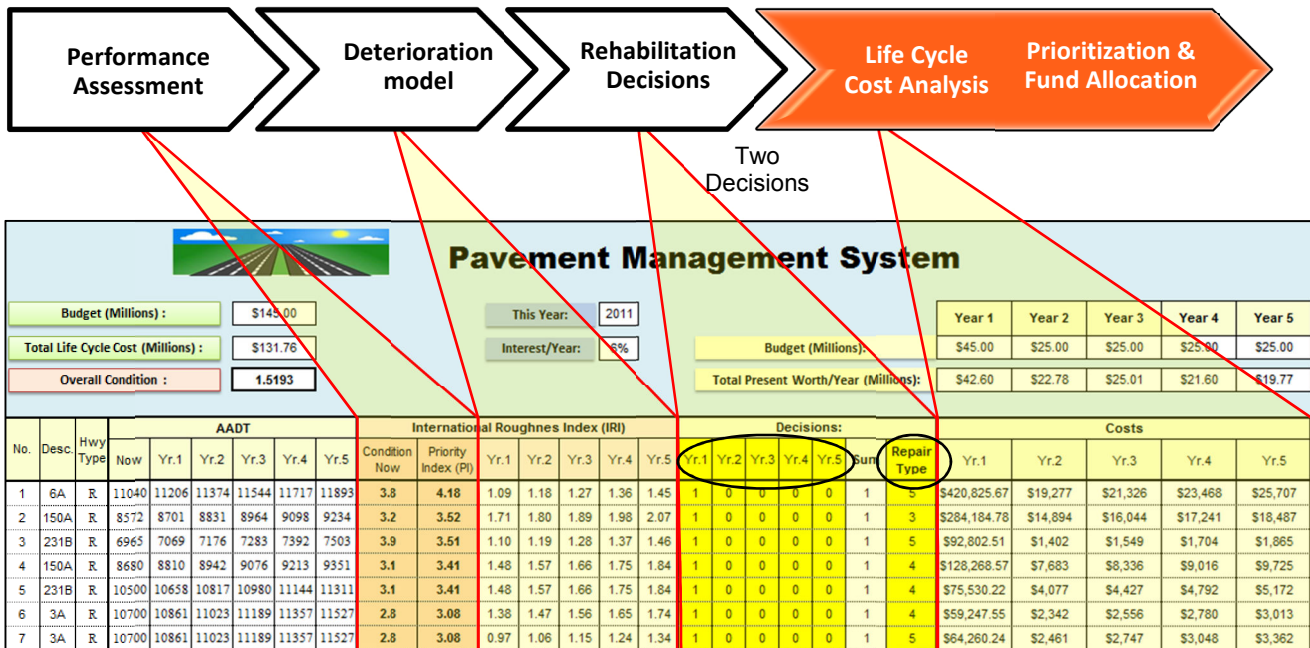 Performance
Assessment
Deterioration
model
Rehabilitation
Decisions
Life Cycle
Cost Analysis
Prioritization &
Fund Allocation
Two
Decisions
Pavement Management System
Budget (Millions) : $145.00 This Year: 2011 Year 1 Year 2 Year 3 Year 4 Year 5
Total Life Cycle Cost (Millions) : $131.76 Interest/Year: 6% Budget (Millions): $45.00 $25.00 $25.00 $25.00 $25.00
Overall Condition : 1.5193 Total Present Worth/Year (Millions): $42.60 $22.78 $25.01 $21.60 $19.77
AADT International Roughnes Index (IRI) Decisions: Costs
No. Desc. Hwy Type Now Yr.1 Yr.2 Yr.3 Yr.4 Yr.5 Condition Now Priority Index (PI) Yr.1 Yr.2 Yr.3 Yr.4 Yr.5 Yr.1 Yr.2 Yr.3 Yr.4 Yr.5 Sum Repair Type Yr.1 Yr.2 Yr.3 Yr.4 Yr.5
1 6A R 11040 11206 11374 11544 11717 11893 3.8 4.18 1.09 1.18 1.27 1.36 1.45 1 0 0 0 0 1 5 $420,825.67 $19,277 $21,326 $23,468 $25,707
2 150A R 8572 8701 8831 8964 9098 9234 3.2 3.52 1.71 1.80 1.89 1.98 2.07 1 0 0 0 0 1 3 $284,184.78 $14,894 $16,044 $17,241 $18,487
3 231B R 6965 7069 7176 7283 7392 7503 3.9 3.51 1.10 1.19 1.28 1.37 1.46 1 0 0 0 0 1 5 $92,802.51 $1,402 $1,549 $1,704 $1,865
4 150A R 8680 8810 8942 9076 9213 9351 3.1 3.41 1.48 1.57 1.66 1.75 1.84 1 0 0 0 0 1 4 $128,268.57 $7,683 $8,336 $9,016 $9,725
5 231B R 10500 10658 10817 10980 11144 11311 3.1 3.41 1.48 1.57 1.66 1.75 1.84 1 0 0 0 0 1 4 $75,530.22 $4,077 $4,427 $4,792 $5,172
6 3A R 10700 10861 11023 11189 11357 11527 2.8 3.08 1.38 1.47 1.56 1.65 1.74 1 0 0 0 0 1 4 $59,247.55 $2,342 $2,556 $2,780 $3,013
7 3A R 10700 10861 11023 11189 11357 11527 2.8 3.08 0.97 1.06 1.15 1.24 1.34 1 0 0 0 0 1 5 $64,260.24 $2,461 $2,747 $3,048 $3,362